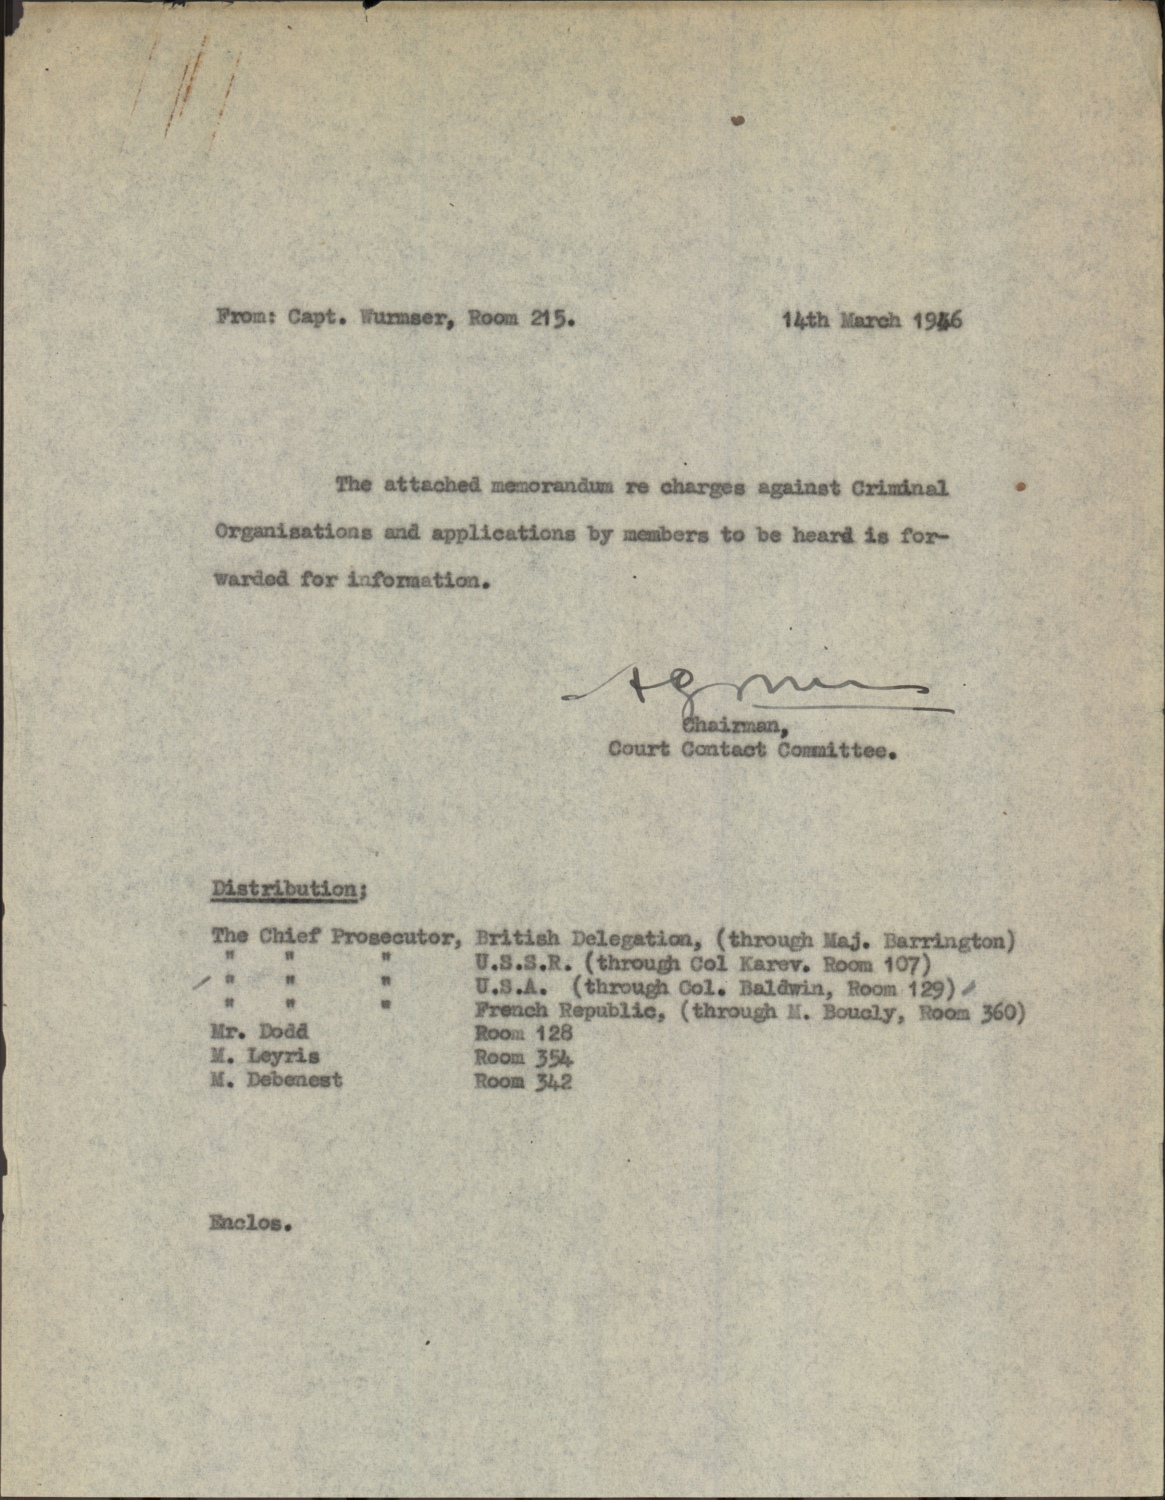 From: Capt. Wurmser, Room 215. 14th March 1946
The attached memorandum re charges against Criminal
Organisations and applications by members to be heard is for-
warded for information.
Chairman,
Court Contact Committee.
Distribution;
The Chief Prosecutor, British Delegation, (through Maj. Barrington)
" " " U.S.S.R. (through Col Karev. Room 107)
" " " U.S.A. (through Col. Baldwin, Room 129)
" " " French Republic, (through M. Boucly, Room 360)
Mr. Dodd Room 128
M. Leyris Room 354
M. Debenest Room 342
Enclos.